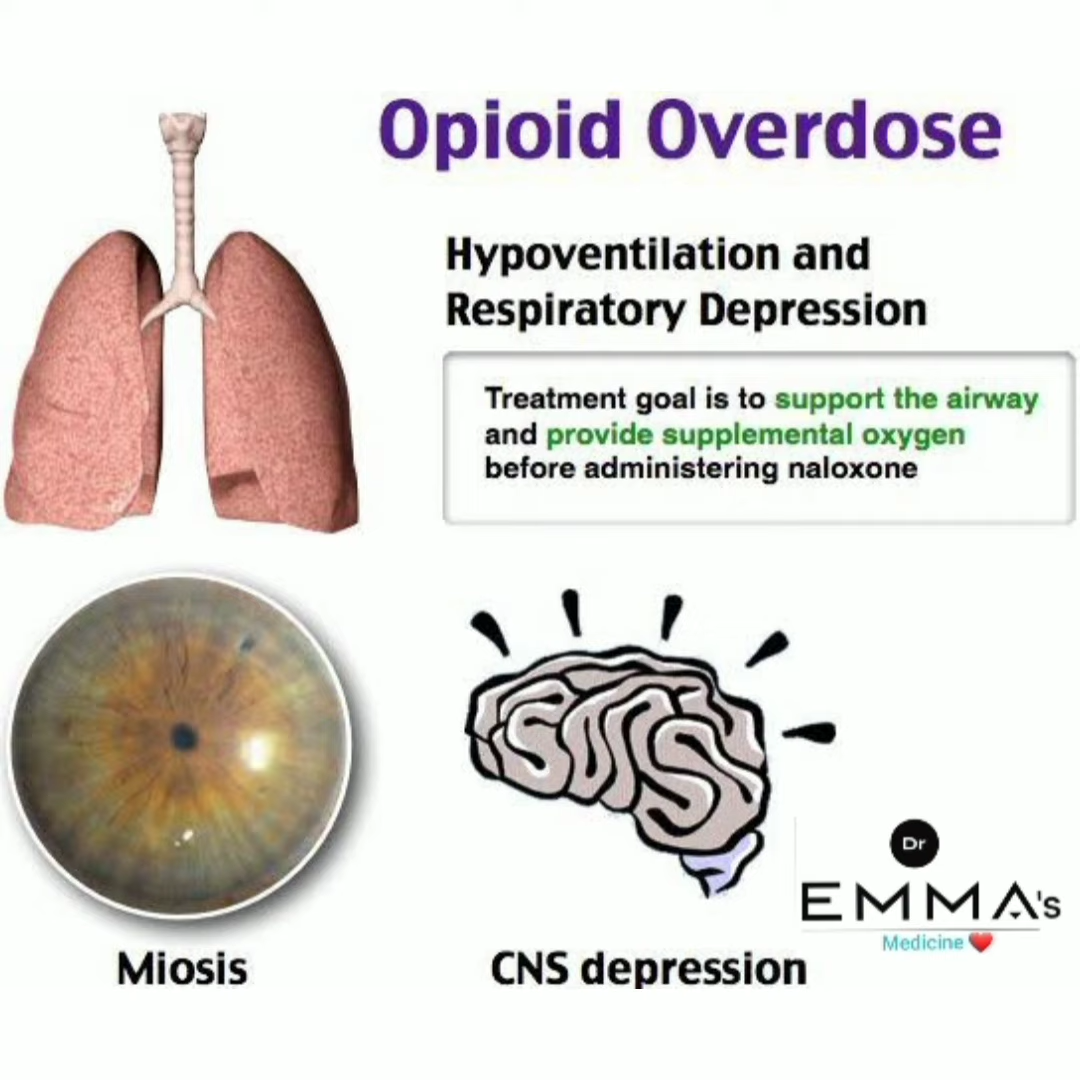 Opioid Overdose
Hypoventilation and
Respiratory Depression
Treatment goal is to support the airway
and provide supplemental oxygen
before administering naloxone
Miosis
CNS depression
Dr
EMMA's
Medicine ❤️